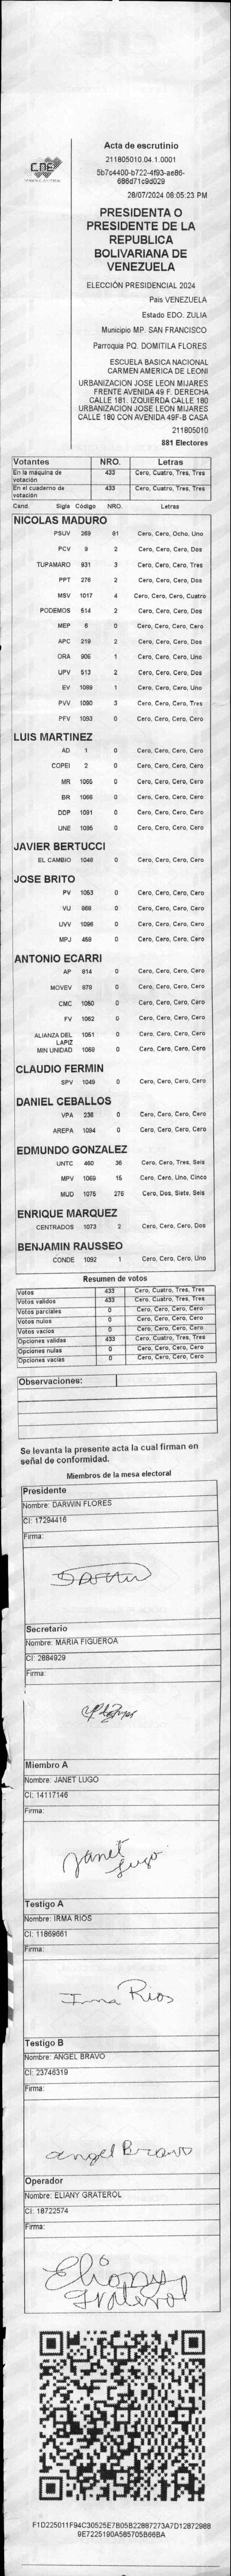 CNE
Acta de escrutinio
211805010.04.1.0001
5b7c4400-b722-4f93-ae86-
686d71c9d029
28/07/2024 08:05:23 PM
PRESIDENTA O
PRESIDENTE DE LA
REPUBLICA
BOLIVARIANA DE
VENEZUELA
ELECCIÓN PRESIDENCIAL 2024
Pais VENEZUELA
Estado EDO. ZULIA
Municipio MP. SAN FRANCISCO
Parroquia PQ. DOMITILA FLORES
ESCUELA BASICA NACIONAL
CARMEN AMERICA DE LEONI
URBANIZACION JOSE LEON MIJARES
FRENTE AVENIDA 49 F. DERECHA
CALLE 181. IZQUIERDA CALLE 180
URBANIZACION JOSE LEON MIJARES
CALLE 180 CON AVENIDA 49F-B CASA
211805010
881 Electores
Votantes NRO. Letras
En la máquina de votación 433 Cero, Cuatro, Tres, Tres
En el cuaderno de votación 433 Cero, Cuatro, Tres, Tres
Cand. Sigla Código NRO. Letras
NICOLAS MADURO
PSUV 269 81 Cero, Cero, Ocho, Uno
PCV 9 2 Cero, Cero, Cero, Dos
TUPAMARO 931 3 Cero, Cero, Cero, Tres
PPT 276 2 Cero, Cero, Cero, Dos
MSV 1017 4 Cero, Cero, Cero, Cuatro
PODEMOS 514 2 Cero, Cero, Cero, Dos
MEP 6 0 Cero, Cero, Cero, Cero
APC 219 2 Cero, Cero, Cero, Dos
ORA 906 1 Cero, Cero, Cero, Uno
UPV 513 2 Cero, Cero, Cero, Dos
EV 1089 1 Cero, Cero, Cero, Uno
PVV 1090 3 Cero, Cero, Cero, Tres
PFV 1093 0 Cero, Cero, Cero, Cero
LUIS MARTINEZ
AD 1 0 Cero, Cero, Cero, Cero
COPEI 2 0 Cero, Cero, Cero, Cero
MR 1065 0 Cero, Cero, Cero, Cero
BR 1066 0 Cero, Cero, Cero, Cero
DDP 1091 0 Cero, Cero, Cero, Cero
UNE 1095 0 Cero, Cero, Cero, Cero
JAVIER BERTUCCI
EL CAMBIO 1048 0 Cero, Cero, Cero, Cero
JOSE BRITO
PV 1053 0 Cero, Cero, Cero, Cero
VU 868 0 Cero, Cero, Cero, Cero
UVV 1096 0 Cero, Cero, Cero, Cero
MPJ 459 0 Cero, Cero, Cero, Cero
ANTONIO ECARRI
AP 814 0 Cero, Cero, Cero, Cero
MOVEV 879 0 Cero, Cero, Cero, Cero
CMC 1050 0 Cero, Cero, Cero, Cero
FV 1062 0 Cero, Cero, Cero, Cero
ALIANZA DEL LAPIZ 1051 0 Cero, Cero, Cero, Cero
MIN UNIDAD 1068 0 Cero, Cero, Cero, Cero
CLAUDIO FERMIN
SPV 1049 0 Cero, Cero, Cero, Cero
DANIEL CEBALLOS
VPA 238 0 Cero, Cero, Cero, Cero
AREPA 1094 0 Cero, Cero, Cero, Cero
EDMUNDO GONZALEZ
UNTC 460 36 Cero, Cero, Tres, Seis
MPV 1069 15 Cero, Cero, Uno, Cinco
MUD 1075 276 Cero, Dos, Siete, Seis
ENRIQUE MARQUEZ
CENTRADOS 1073 2 Cero, Cero, Cero, Dos
BENJAMIN RAUSSEO
CONDE 1092 1 Cero, Cero, Cero, Uno
Resumen de votos
Votos 433 Cero, Cuatro, Tres, Tres
Votos validos 433 Cero, Cuatro, Tres, Tres
Votos parciales 0 Cero, Cero, Cero, Cero
Votos nulos 0 Cero, Cero, Cero, Cero
Votos vacios 0 Cero, Cero, Cero, Cero
Opciones validas 433 Cero, Cuatro, Tres, Tres
Opciones nulas 0 Cero, Cero, Cero, Cero
Opciones vacias 0 Cero, Cero, Cero, Cero
Observaciones:
Se levanta la presente acta la cual firman en
señal de conformidad.
Miembros de la mesa electoral
Presidente
Nombre: DARWIN FLORES
CI: 17294416
Firma:
Secretario
Nombre: MARIA FIGUEROA
CI: 2884929
Firma:
Miembro A
Nombre: JANET LUGO
CI: 14117146
Firma:
Janet
Lugo
Testigo A
Nombre: IRMA RIOS
CI: 11869661
Firma:
Irma Rios
Testigo B
Nombre: ANGEL BRAVO
CI: 23746319
Firma:
angel Bravo
Operador
Nombre: ELIANY GRATEROL
CI: 18722574
Firma:
Eliany
Graterol
F1D225011F94C30525E7B05B22887273A7D12872988
9E7225190A585705B66BA